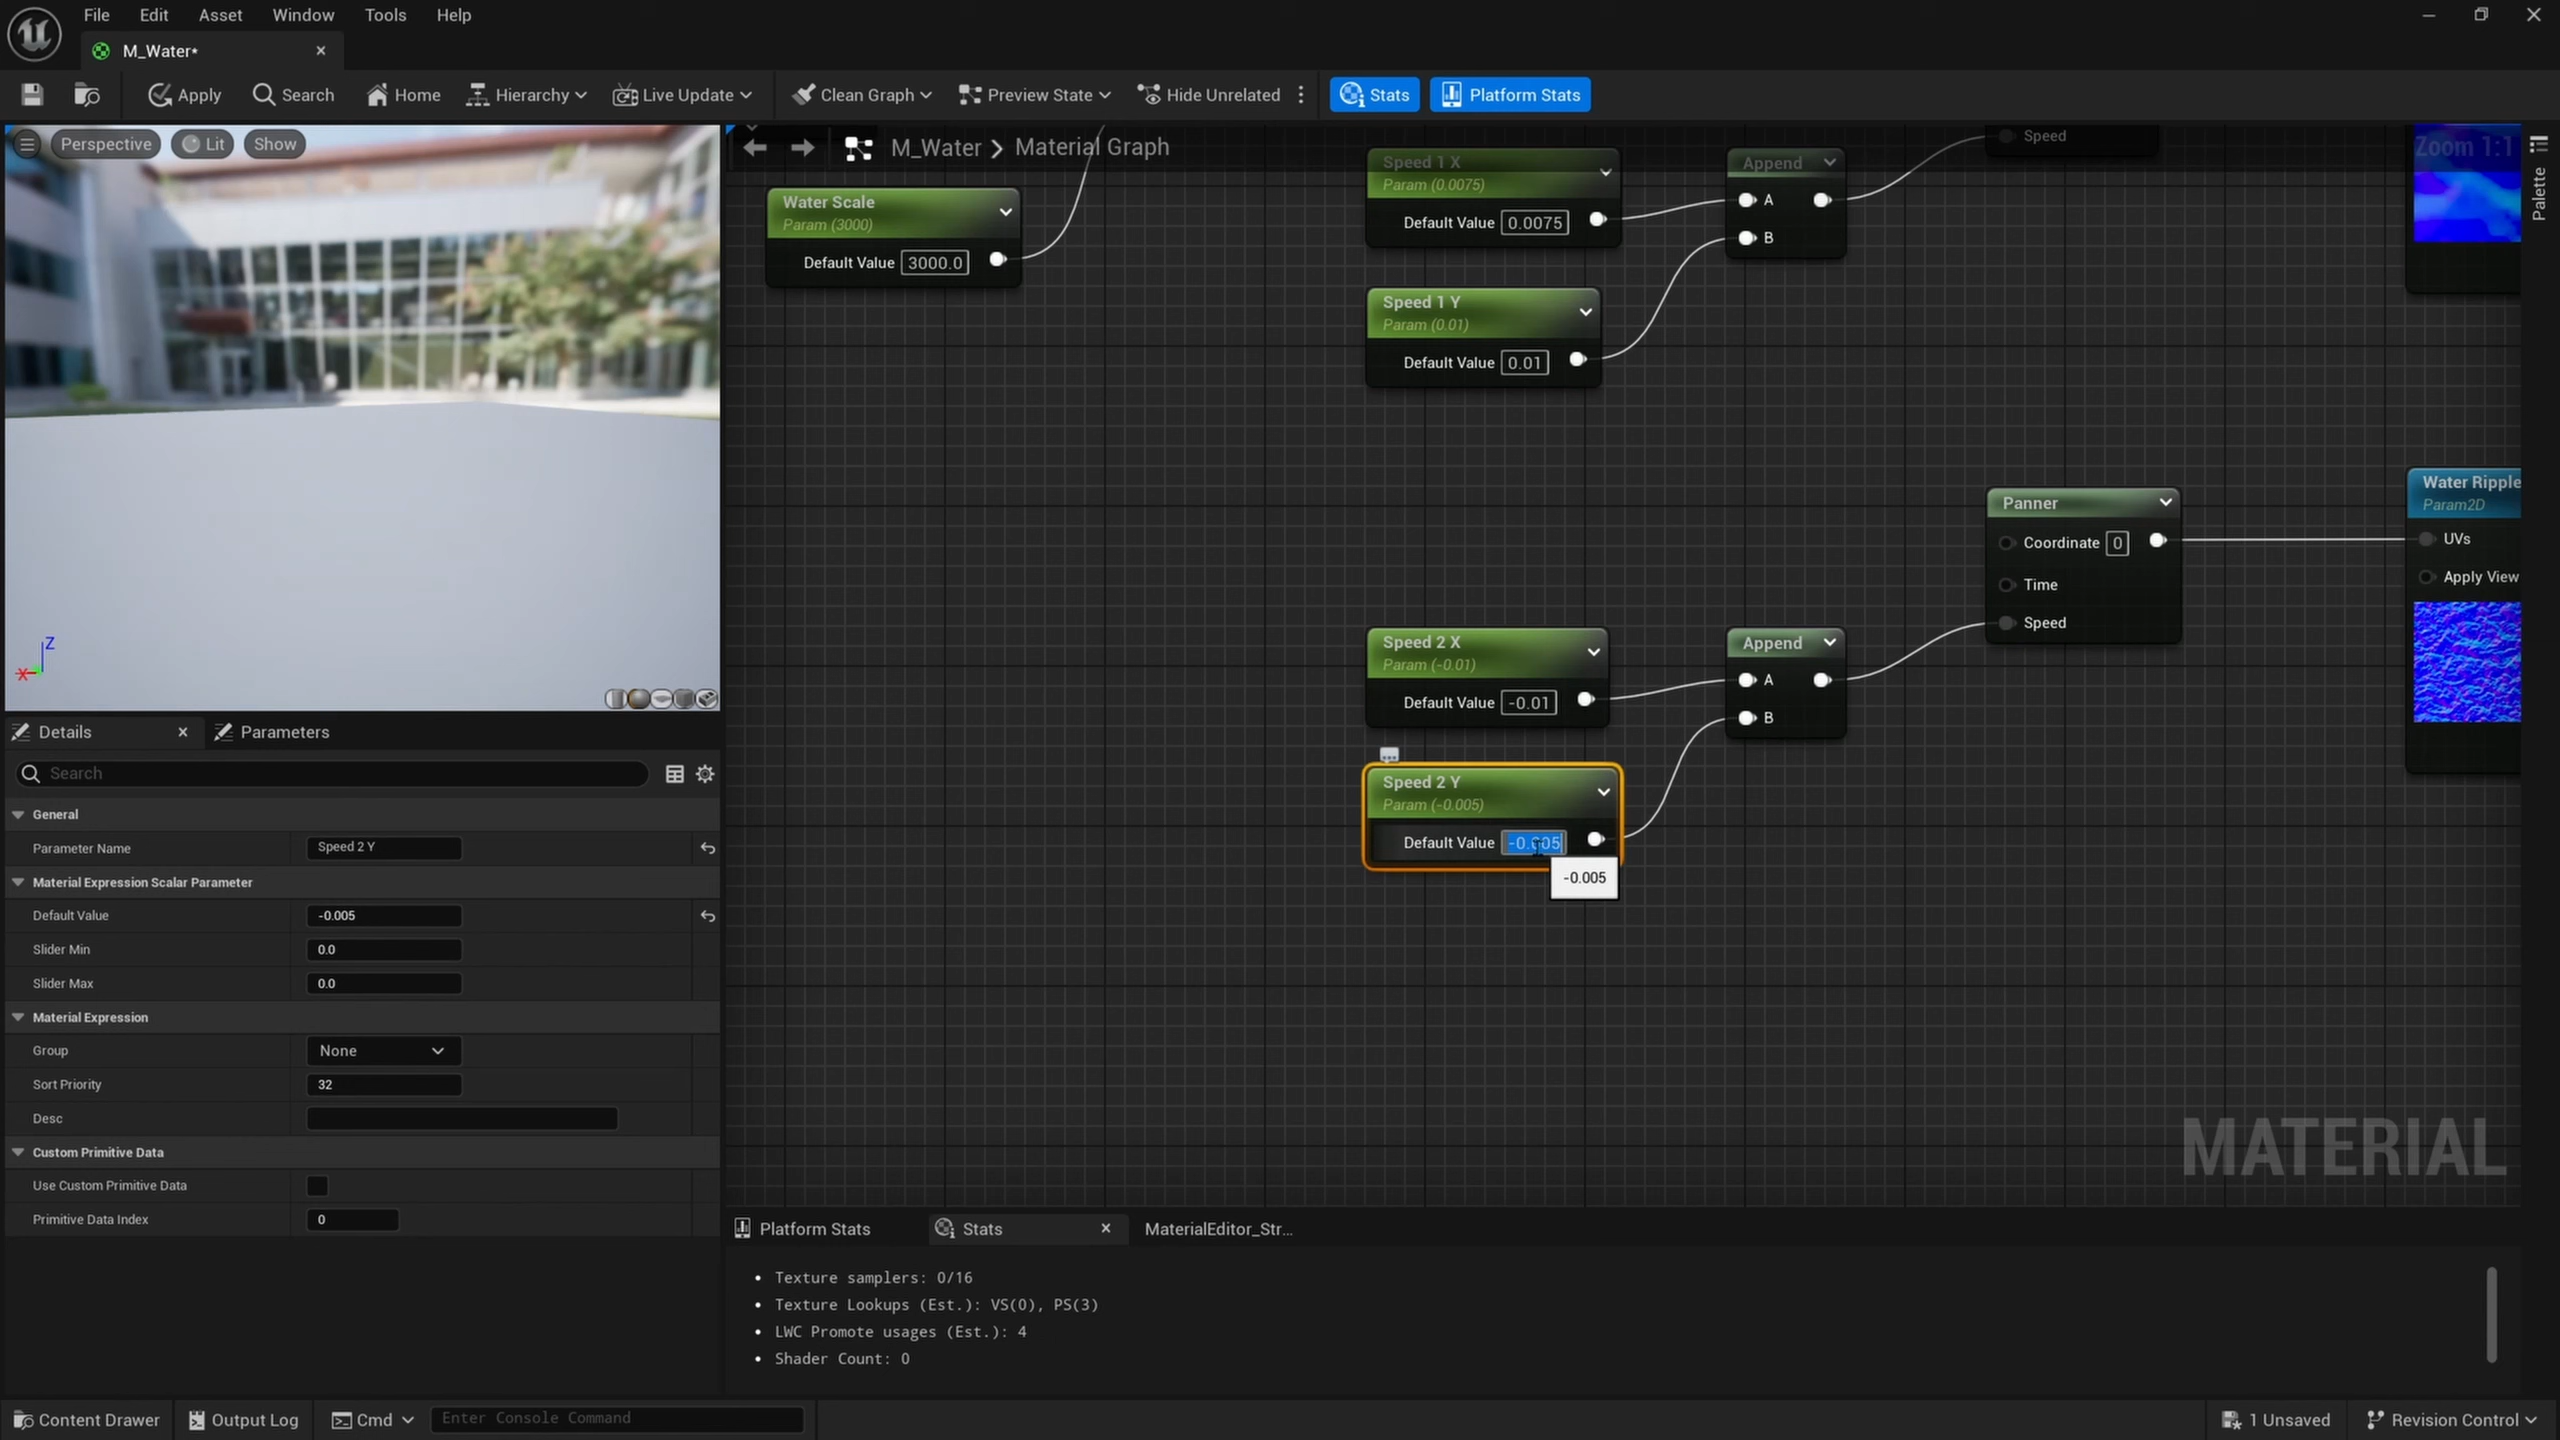 File Edit Asset Window Tools Help
M_Water*
Apply Search Home Hierarchy Live Update Clean Graph Preview State Hide Unrelated Stats Platform Stats
Perspective Lit Show
Z
X
M_Water > Material Graph
Zoom 1:1
Palette
Water Scale
Param (3000)
Default Value 3000.0
Speed 1 X
Param (0.0075)
Default Value 0.0075
Append
A
B
Speed
Speed 1 Y
Param (0.01)
Default Value 0.01
Panner
Coordinate 0
Time
Speed
Water Ripple
Param2D
UVs
Apply View
Speed 2 X
Param (-0.01)
Default Value -0.01
Append
A
B
Speed 2 Y
Param (-0.005)
Default Value -0.005
-0.005
MATERIAL
Details Parameters
Search
General
Parameter Name Speed 2 Y
Material Expression Scalar Parameter
Default Value -0.005
Slider Min 0.0
Slider Max 0.0
Material Expression
Group None
Sort Priority 32
Desc
Custom Primitive Data
Use Custom Primitive Data
Primitive Data Index 0
Platform Stats Stats MaterialEditor_Str...
• Texture samplers: 0/16
• Texture Lookups (Est.): VS(0), PS(3)
• LWC Promote usages (Est.): 4
• Shader Count: 0
Content Drawer Output Log Cmd Enter Console Command 1 Unsaved Revision Control